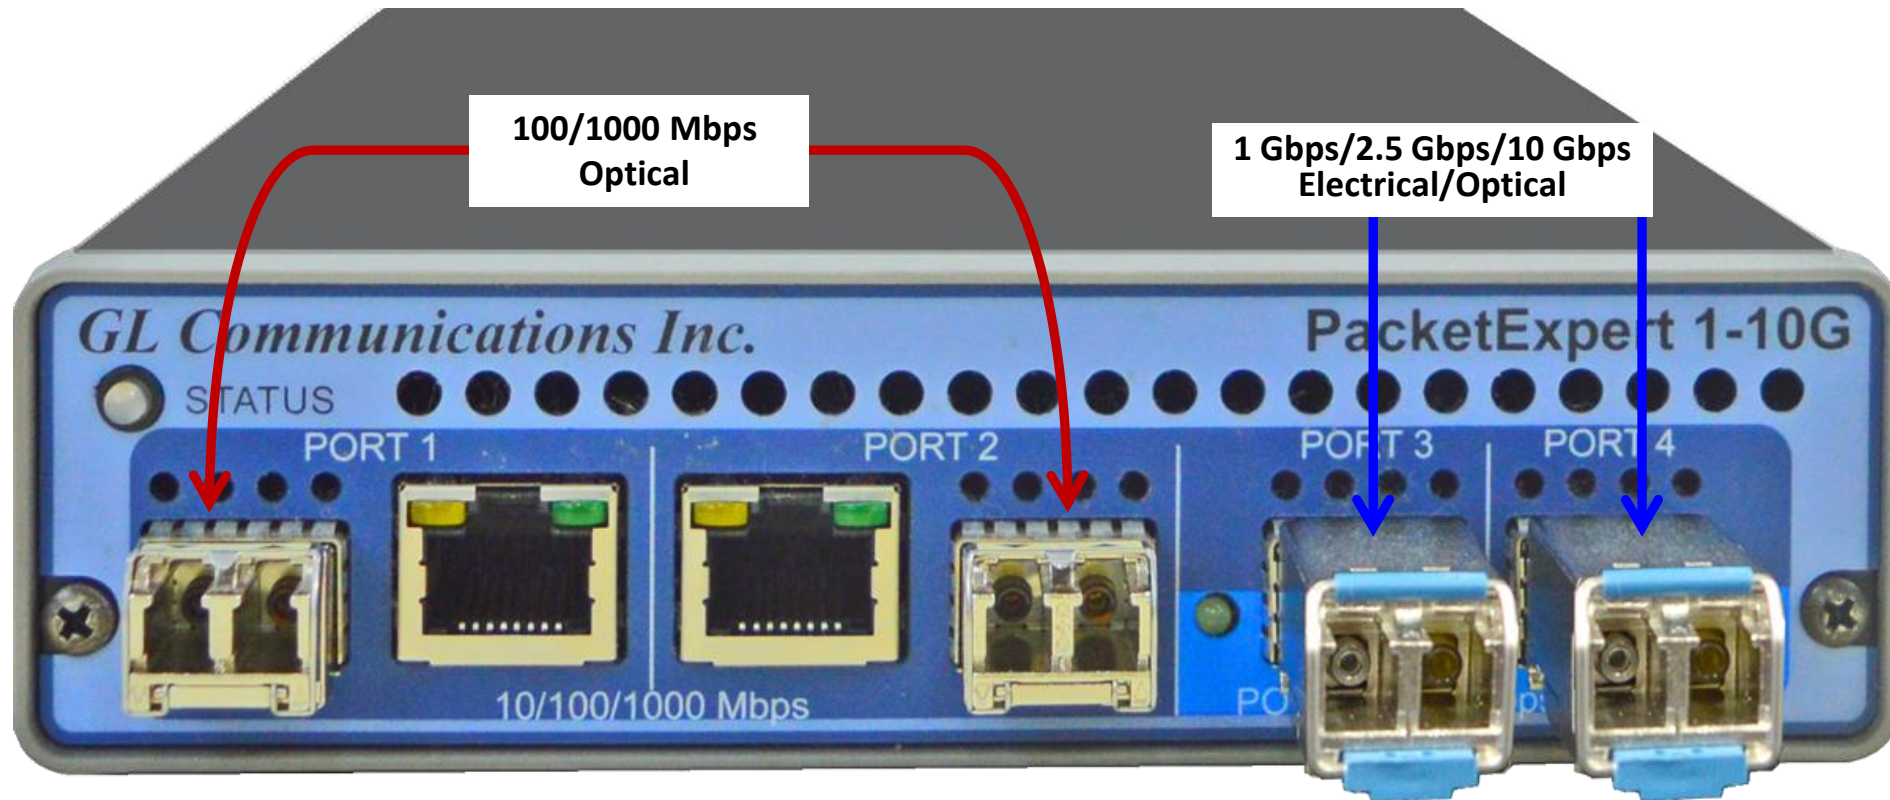 100/1000 Mbps
Optical
1 Gbps/2.5 Gbps/10 Gbps
Electrical/Optical
GL Communications Inc.
PacketExpert 1-10G
STATUS
PORT 1
PORT 2
PORT 3
PORT 4
10/100/1000 Mbps